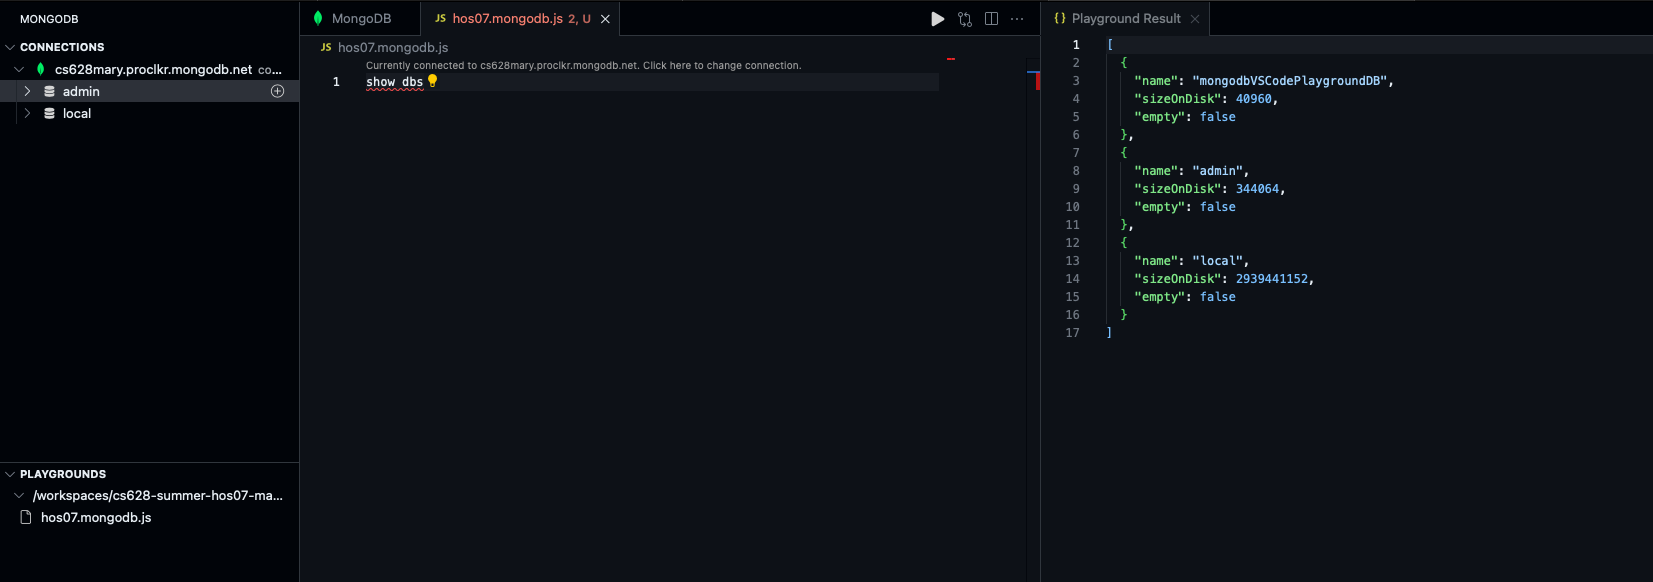 MONGODB
CONNECTIONS
cs628mary.proclkr.mongodb.net co...
admin
local
PLAYGROUNDS
/workspaces/cs628-summer-hos07-ma...
hos07.mongodb.js
MongoDB
JS hos07.mongodb.js 2, U
JS hos07.mongodb.js
Currently connected to cs628mary.proclkr.mongodb.net. Click here to change connection.
1 show dbs
{} Playground Result
1 [
2 {
3 "name": "mongodbVSCodePlaygroundDB",
4 "sizeOnDisk": 40960,
5 "empty": false
6 },
7 {
8 "name": "admin",
9 "sizeOnDisk": 344064,
10 "empty": false
11 },
12 {
13 "name": "local",
14 "sizeOnDisk": 2939441152,
15 "empty": false
16 }
17 ]